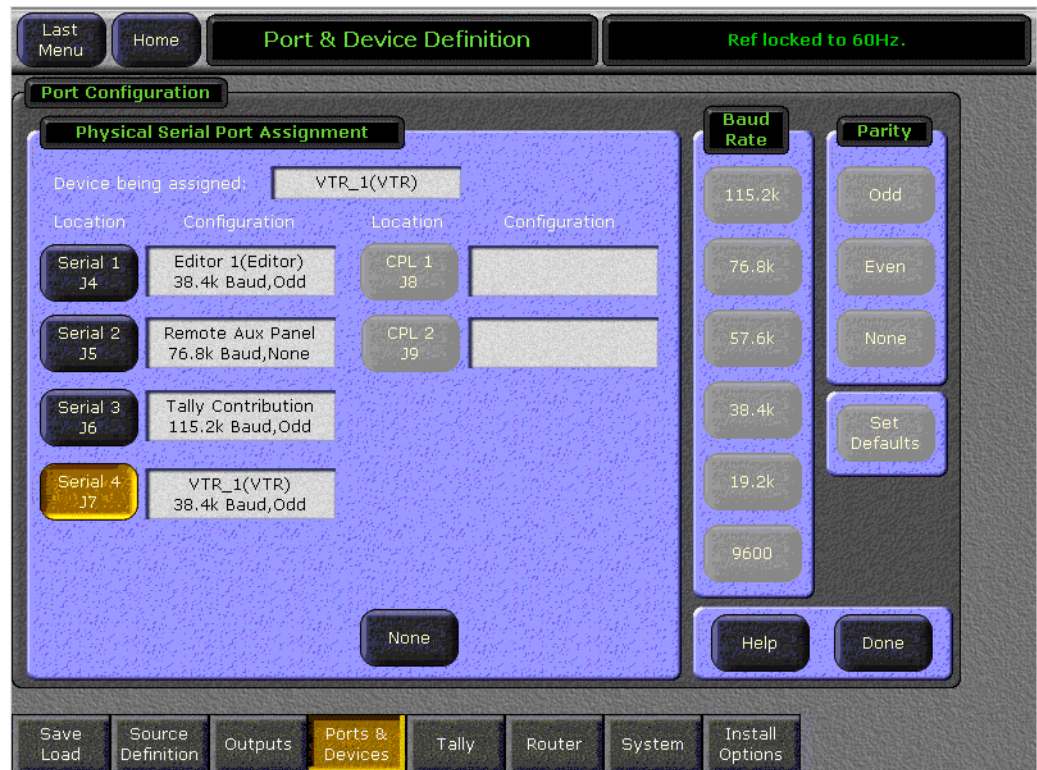 Last
Menu
Home
Port & Device Definition
Ref locked to 60Hz.
Port Configuration
Physical Serial Port Assignment
Device being assigned:
VTR_1(VTR)
Location
Configuration
Location
Configuration
Serial 1
J4
Editor 1(Editor)
38.4k Baud,Odd
CPL 1
J8
Serial 2
J5
Remote Aux Panel
76.8k Baud,None
CPL 2
J9
Serial 3
J6
Tally Contribution
115.2k Baud,Odd
Serial 4
J7
VTR_1(VTR)
38.4k Baud,Odd
None
Baud
Rate
115.2k
76.8k
57.6k
38.4k
19.2k
9600
Parity
Odd
Even
None
Set
Defaults
Help
Done
Save
Load
Source
Definition
Outputs
Ports &
Devices
Tally
Router
System
Install
Options